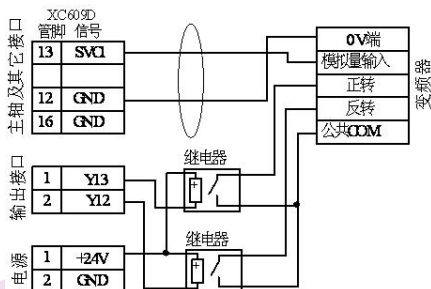 XC609D
管脚 信号
13 SVC1
12 GND
16 GND
主轴及其它接口
0V端
模拟量输入
正转
反转
公共COM
变频器
继电器
1 Y13
2 Y12
输出接口
继电器
1 +24V
2 GND
电源